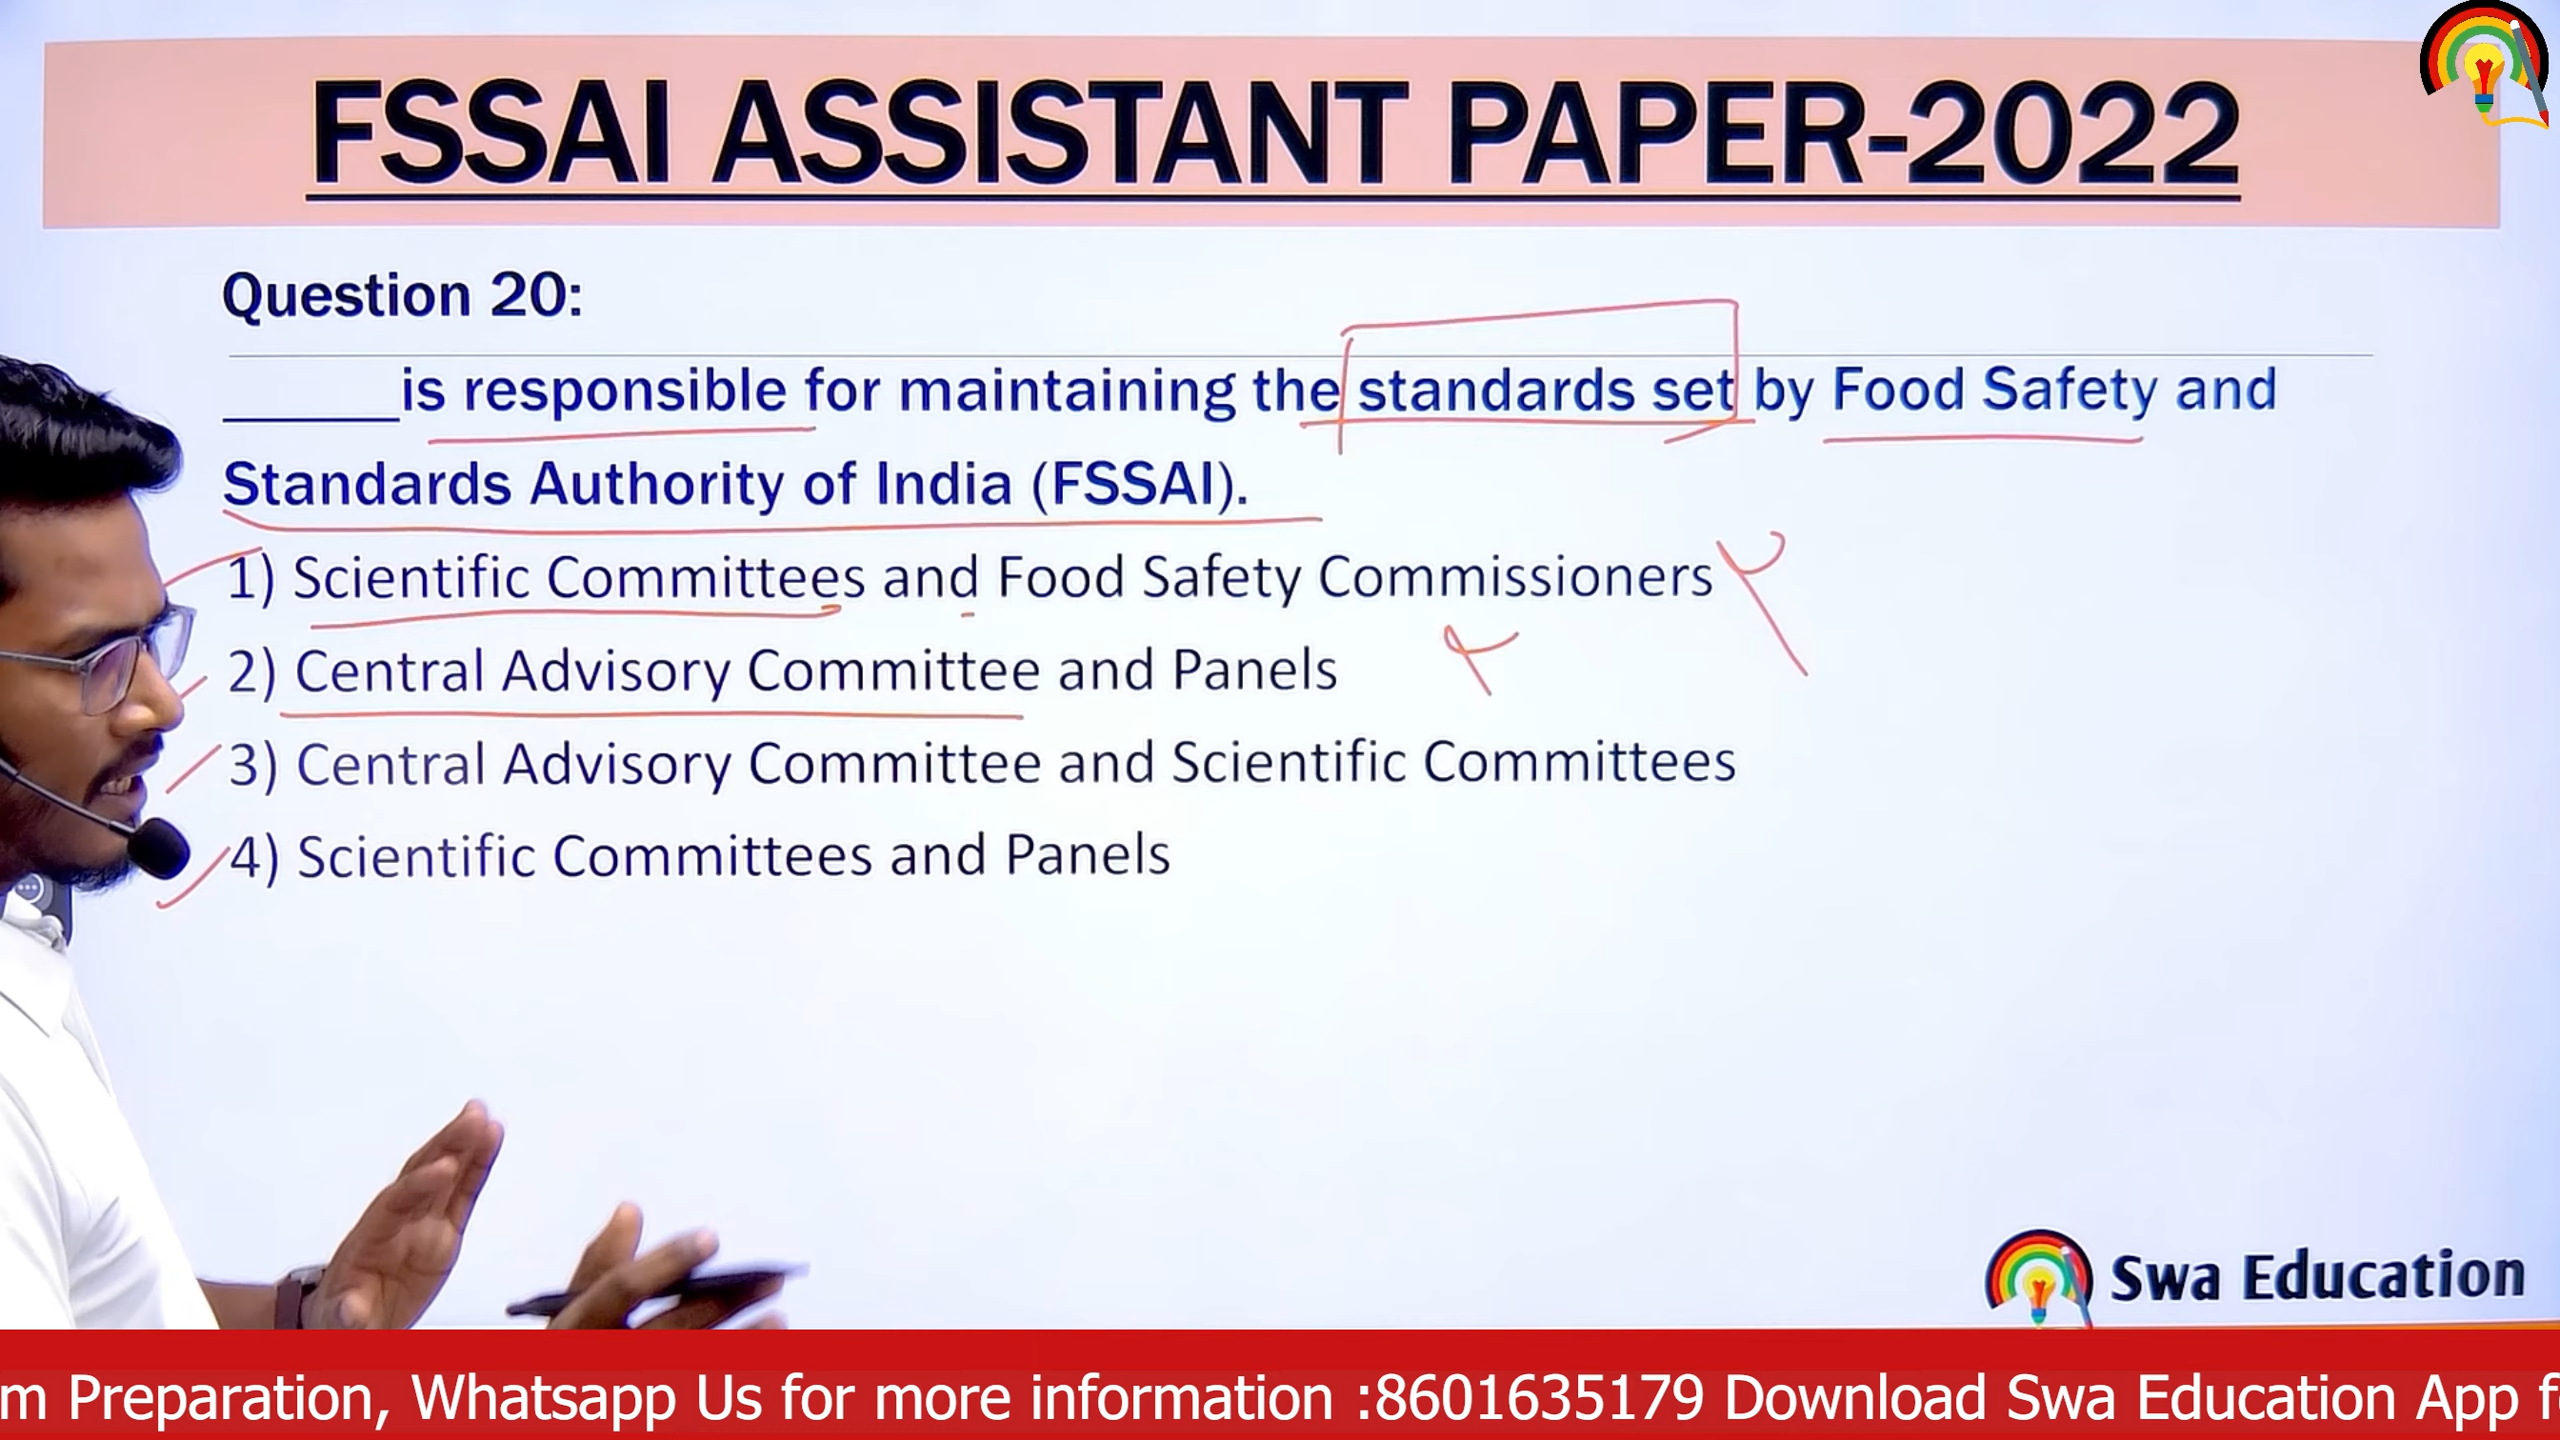 FSSAI ASSISTANT PAPER-2022
Question 20:
_____is responsible for maintaining the standards set by Food Safety and
Standards Authority of India (FSSAI).
1) Scientific Committees and Food Safety Commissioners
2) Central Advisory Committee and Panels
3) Central Advisory Committee and Scientific Committees
4) Scientific Committees and Panels
Swa Education
m Preparation, Whatsapp Us for more information :8601635179 Download Swa Education App f